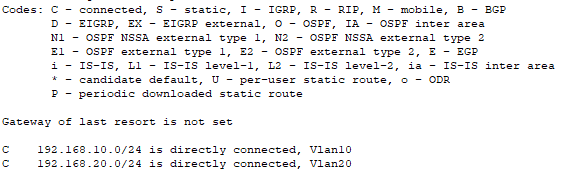 Codes: C - connected, S - static, I - IGRP, R - RIP, M - mobile, B - BGP
D - EIGRP, EX - EIGRP external, O - OSPF, IA - OSPF inter area
N1 - OSPF NSSA external type 1, N2 - OSPF NSSA external type 2
E1 - OSPF external type 1, E2 - OSPF external type 2, E - EGP
i - IS-IS, L1 - IS-IS level-1, L2 - IS-IS level-2, ia - IS-IS inter area
* - candidate default, U - per-user static route, o - ODR
P - periodic downloaded static route
Gateway of last resort is not set
C 192.168.10.0/24 is directly connected, Vlan10
C 192.168.20.0/24 is directly connected, Vlan20